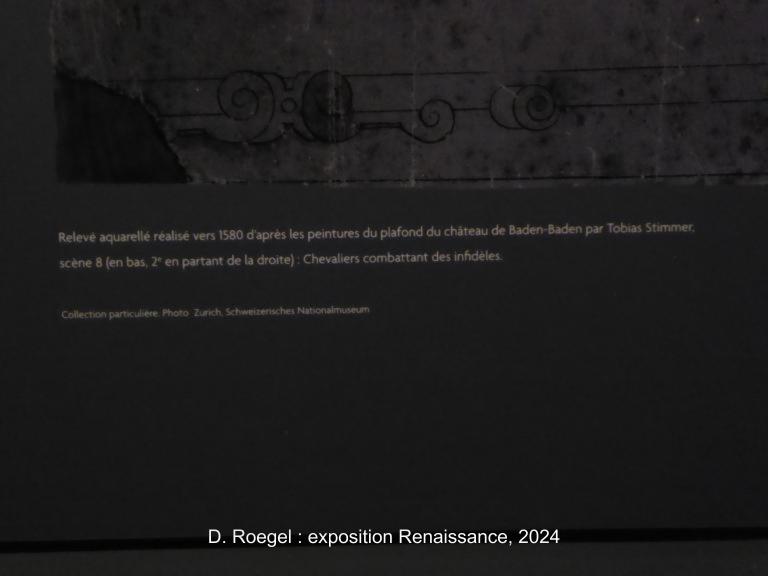 Relevé aquarellé réalisé vers 1580 d'après les peintures du plafond du château de Baden-Baden par Tobias Stimmer,
scène 8 (en bas, 2e en partant de la droite) : Chevaliers combattant des infidèles.
Collection particulière. Photo Zurich, Schweizerisches Nationalmuseum
D. Roegel : exposition Renaissance, 2024